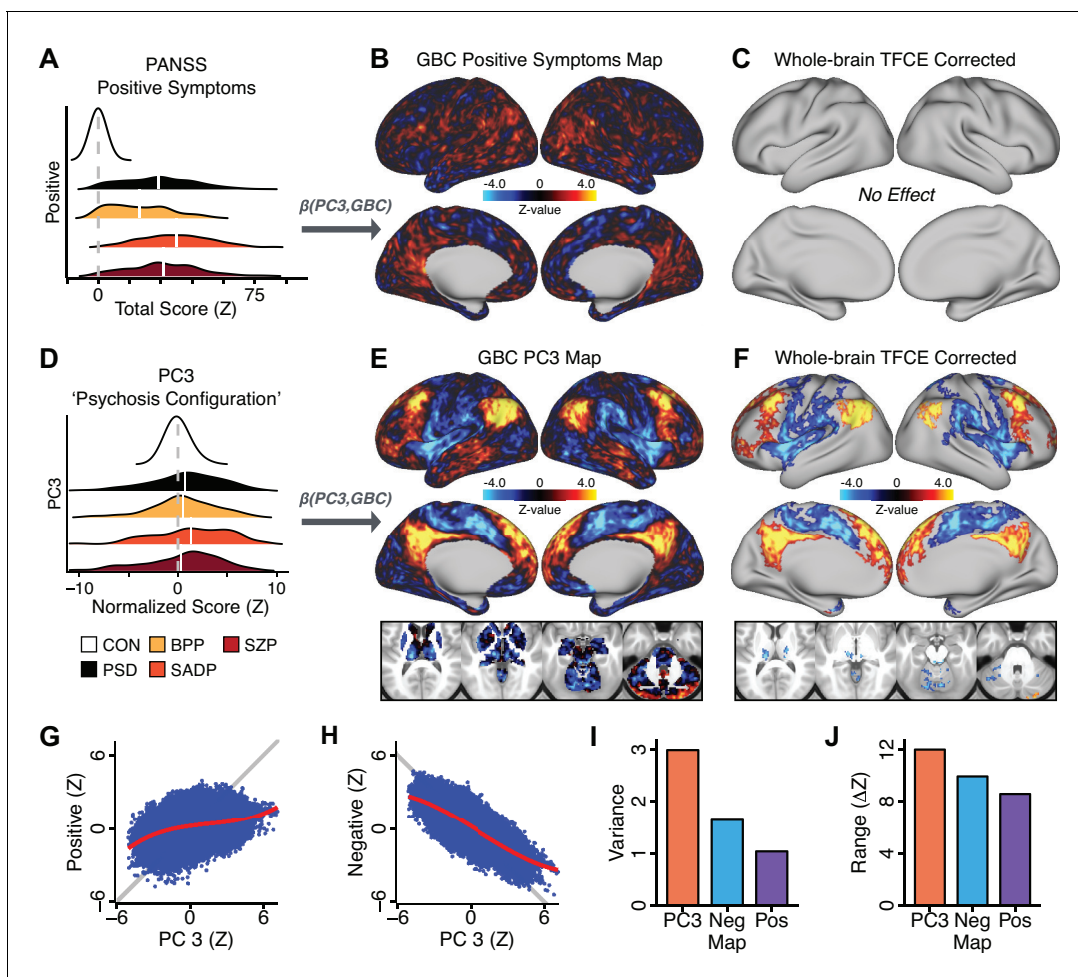 A
PANSS
Positive Symptoms
Positive
0
75
Total Score (Z)
β(PC3,GBC)
B
GBC Positive Symptoms Map
-4.0
0
4.0
Z-value
C
Whole-brain TFCE Corrected
No Effect
D
PC3
'Psychosis Configuration'
PC3
−10
0
10
Normalized Score (Z)
CON
BPP
SZP
PSD
SADP
β(PC3,GBC)
E
GBC PC3 Map
-4.0
0
4.0
Z-value
F
Whole-brain TFCE Corrected
-4.0
0
4.0
Z-value
G
Positive (Z)
6
0
−6
−6
0
6
PC 3 (Z)
H
Negative (Z)
6
0
−6
−6
0
6
PC 3 (Z)
I
Variance
3
2
1
0
PC3 Neg Pos
Map
J
Range (ΔZ)
12
8
4
0
PC3 Neg Pos
Map